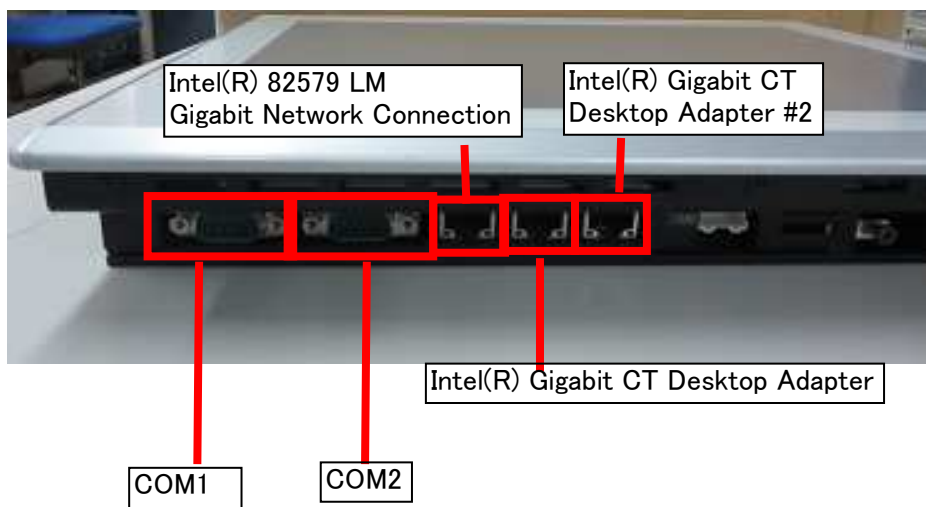 Intel(R) 82579 LM
Gigabit Network Connection
Intel(R) Gigabit CT
Desktop Adapter #2
Intel(R) Gigabit CT Desktop Adapter
COM1
COM2